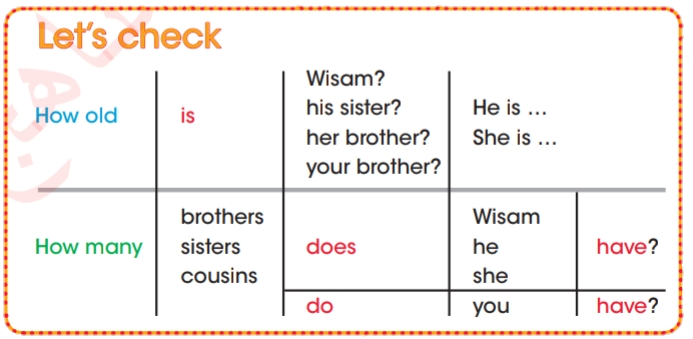 Let's check
Wisam?
How old is his sister? He is ...
her brother? She is ...
your brother?
brothers Wisam
How many sisters does he have?
cousins she
do you have?